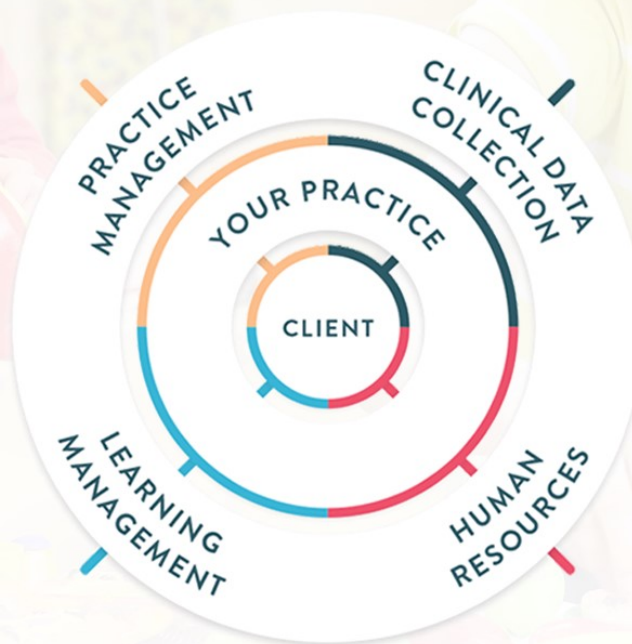 PRACTICE
MANAGEMENT
CLINICAL DATA
COLLECTION
YOUR PRACTICE
CLIENT
LEARNING
MANAGEMENT
HUMAN
RESOURCES